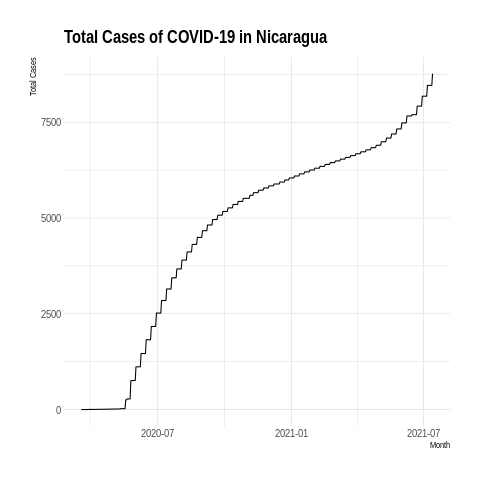 Total Cases of COVID-19 in Nicaragua
Total Cases
7500
5000
2500
0
2020-07
2021-01
2021-07
Month